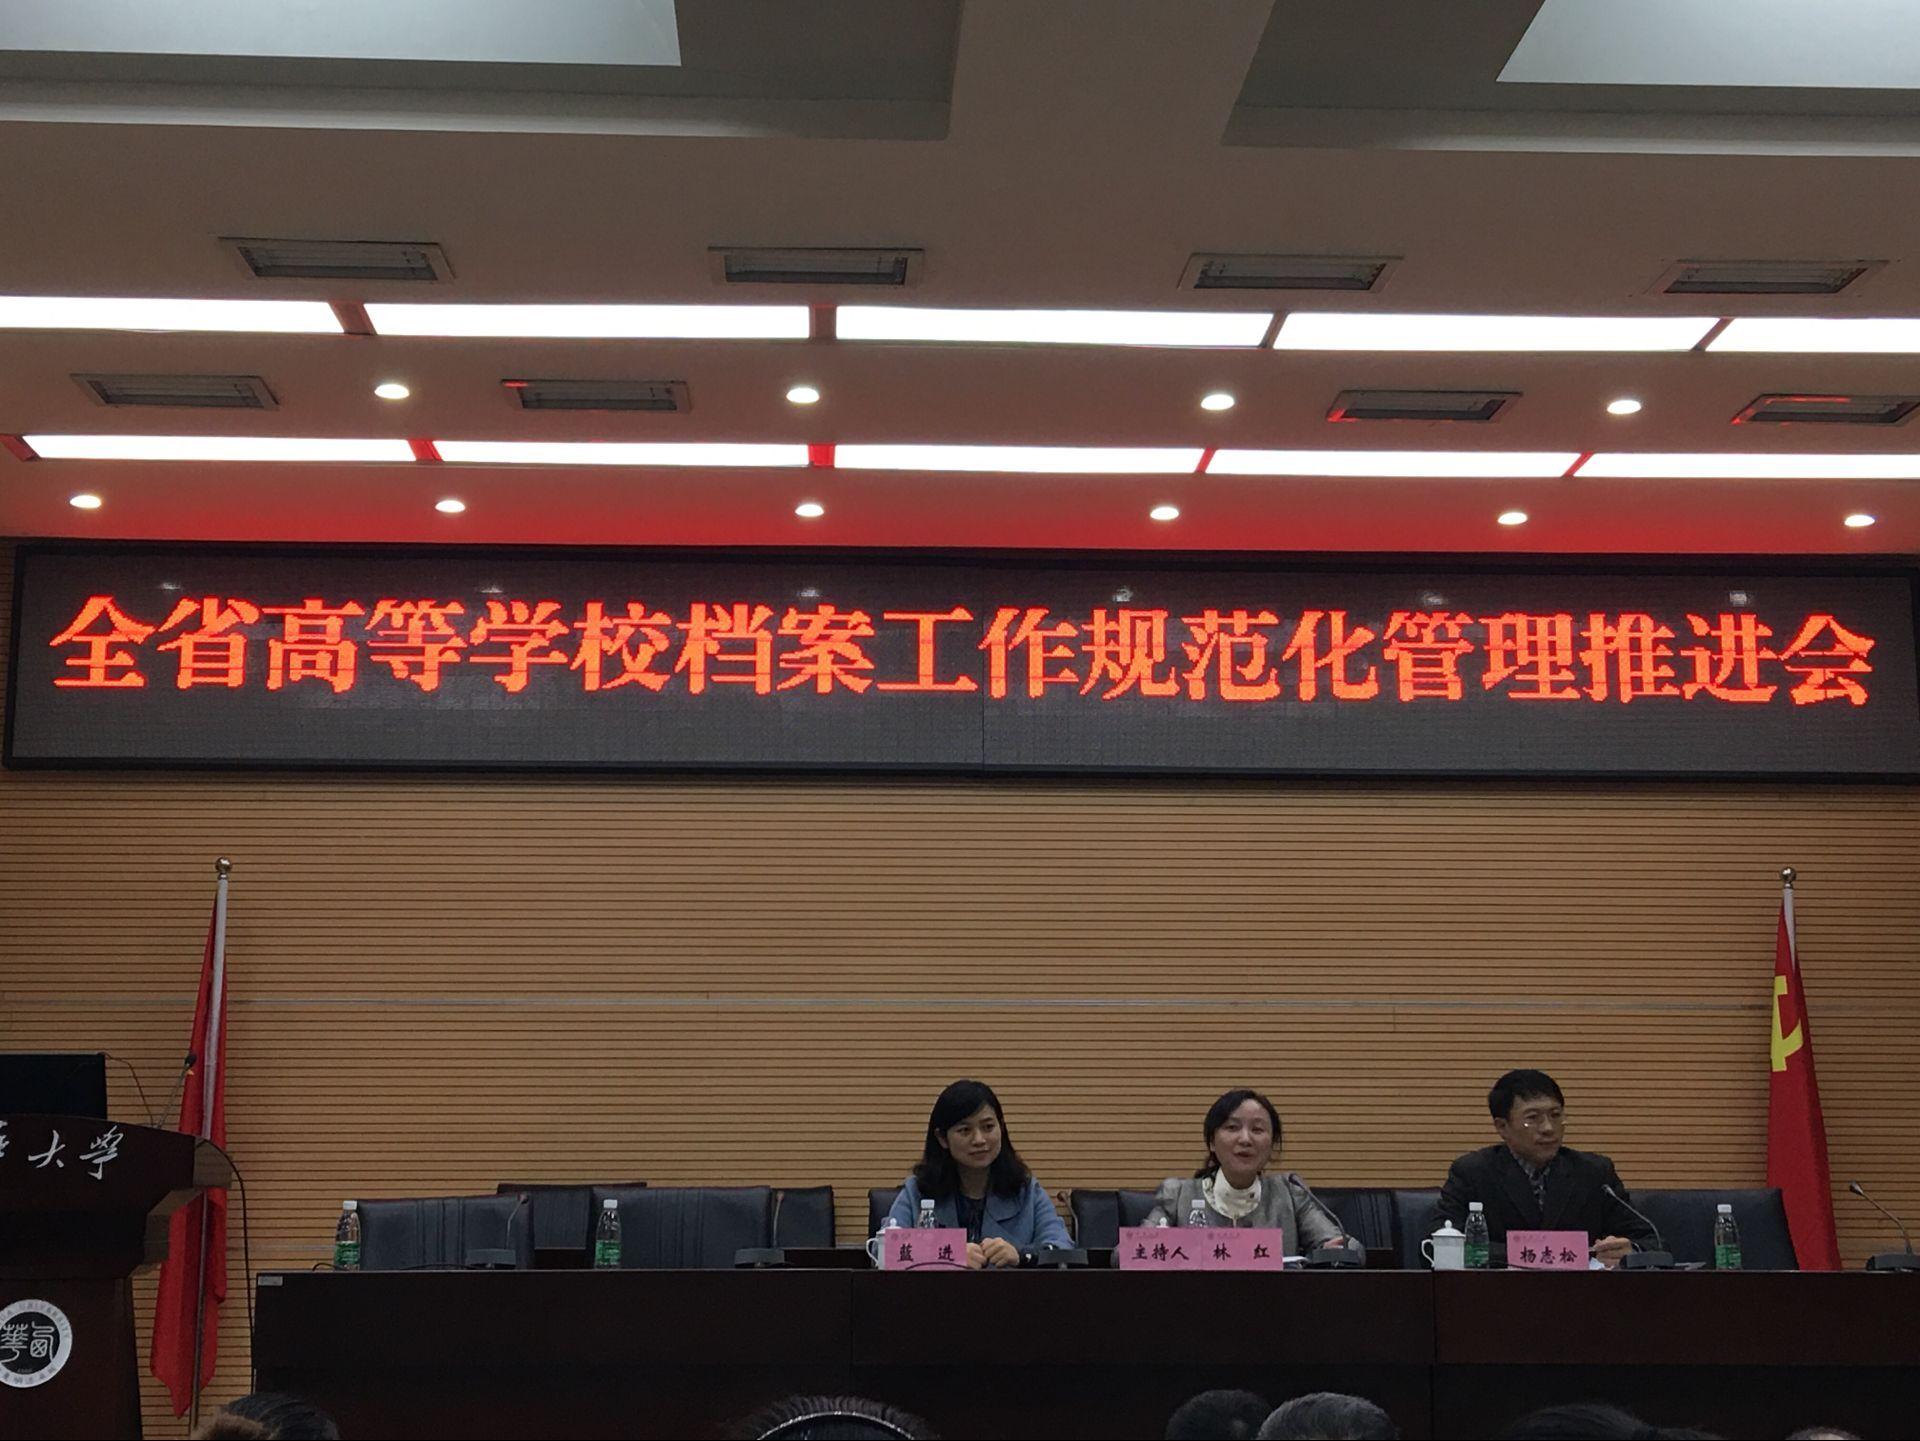 全省高等学校档案工作规范化管理推进会
大学
蓝 进
主持人 林 红
杨志松